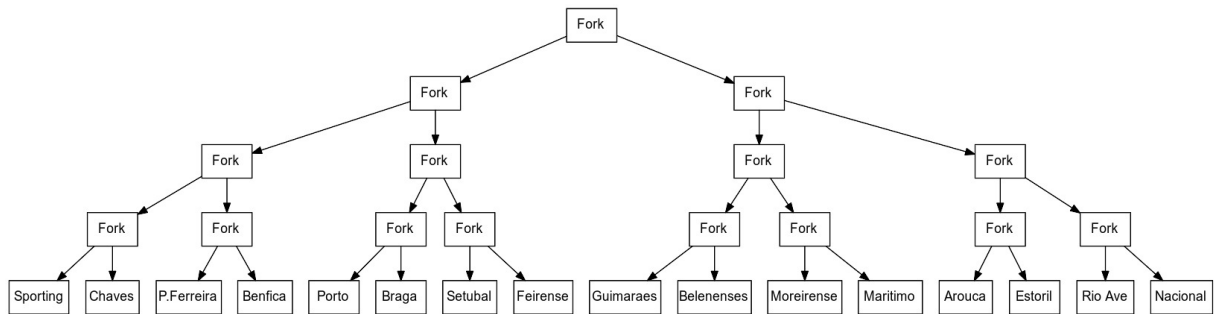 Fork
Fork Fork
Fork Fork Fork Fork
Fork Fork Fork Fork Fork Fork Fork Fork
Sporting Chaves P.Ferreira Benfica Porto Braga Setubal Feirense Guimaraes Belenenses Moreirense Maritimo Arouca Estoril Rio Ave Nacional